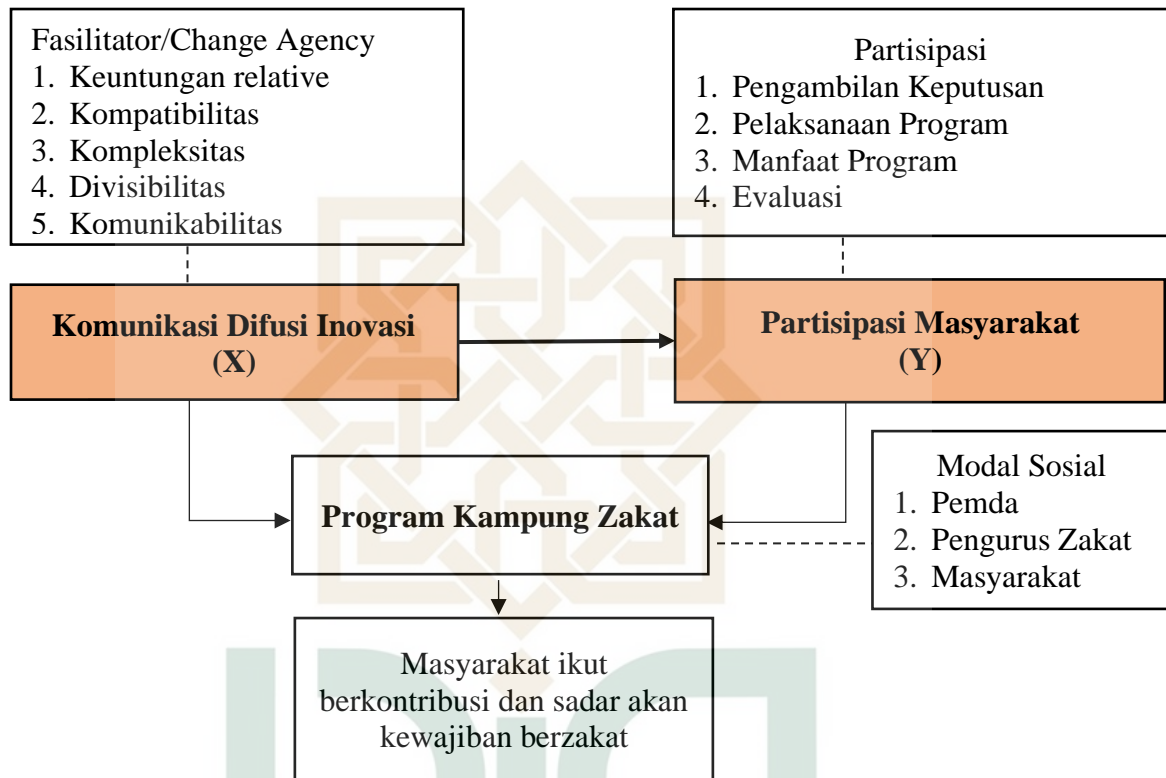 Fasilitator/Change Agency
1. Keuntungan relative
2. Kompatibilitas
3. Kompleksitas
4. Divisibilitas
5. Komunikabilitas
Partisipasi
1. Pengambilan Keputusan
2. Pelaksanaan Program
3. Manfaat Program
4. Evaluasi
Komunikasi Difusi Inovasi
(X)
Partisipasi Masyarakat
(Y)
Program Kampung Zakat
Modal Sosial
1. Pemda
2. Pengurus Zakat
3. Masyarakat
Masyarakat ikut
berkontribusi dan sadar akan
kewajiban berzakat